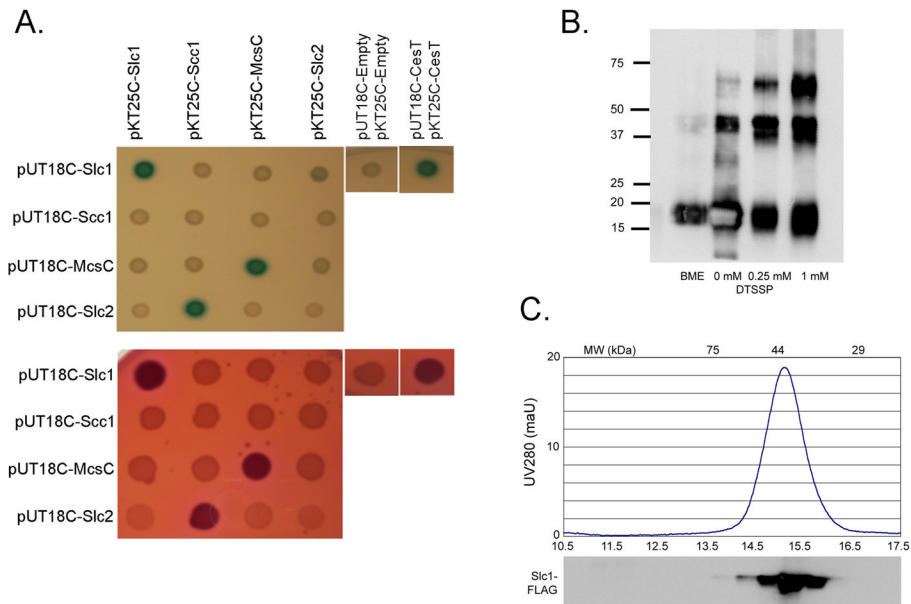 A.
pKT25C-Slc1
pKT25C-Scc1
pKT25C-McsC
pKT25C-Slc2
pUT18C-Empty
pKT25C-Empty
pUT18C-CesT
pKT25C-CesT
pUT18C-Slc1
pUT18C-Scc1
pUT18C-McsC
pUT18C-Slc2
pUT18C-Slc1
pUT18C-Scc1
pUT18C-McsC
pUT18C-Slc2
B.
75
50
37
25
20
15
BME 0 mM 0.25 mM 1 mM
DTSSP
C.
MW (kDa) 75 44 29
20
10
0
UV280 (maU)
10.5 11.5 12.5 13.5 14.5 15.5 16.5 17.5
Slc1-
FLAG